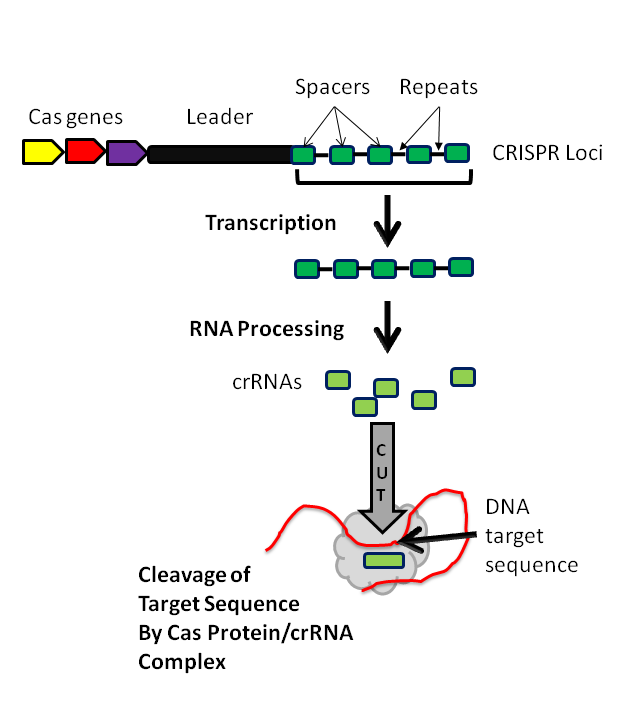 Spacers
Repeats
Cas genes
Leader
CRISPR Loci
Transcription
RNA Processing
crRNAs
CUT
DNA
target
sequence
Cleavage of
Target Sequence
By Cas Protein/crRNA
Complex